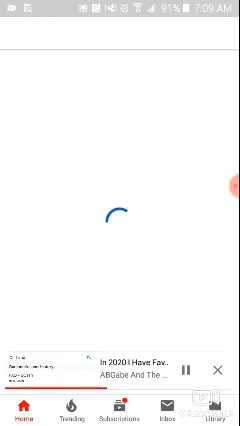 91% 7:09 AM
In 2020 I Have Fav..
ABGabe And The ...
Home Trending Subscriptions Inbox Library